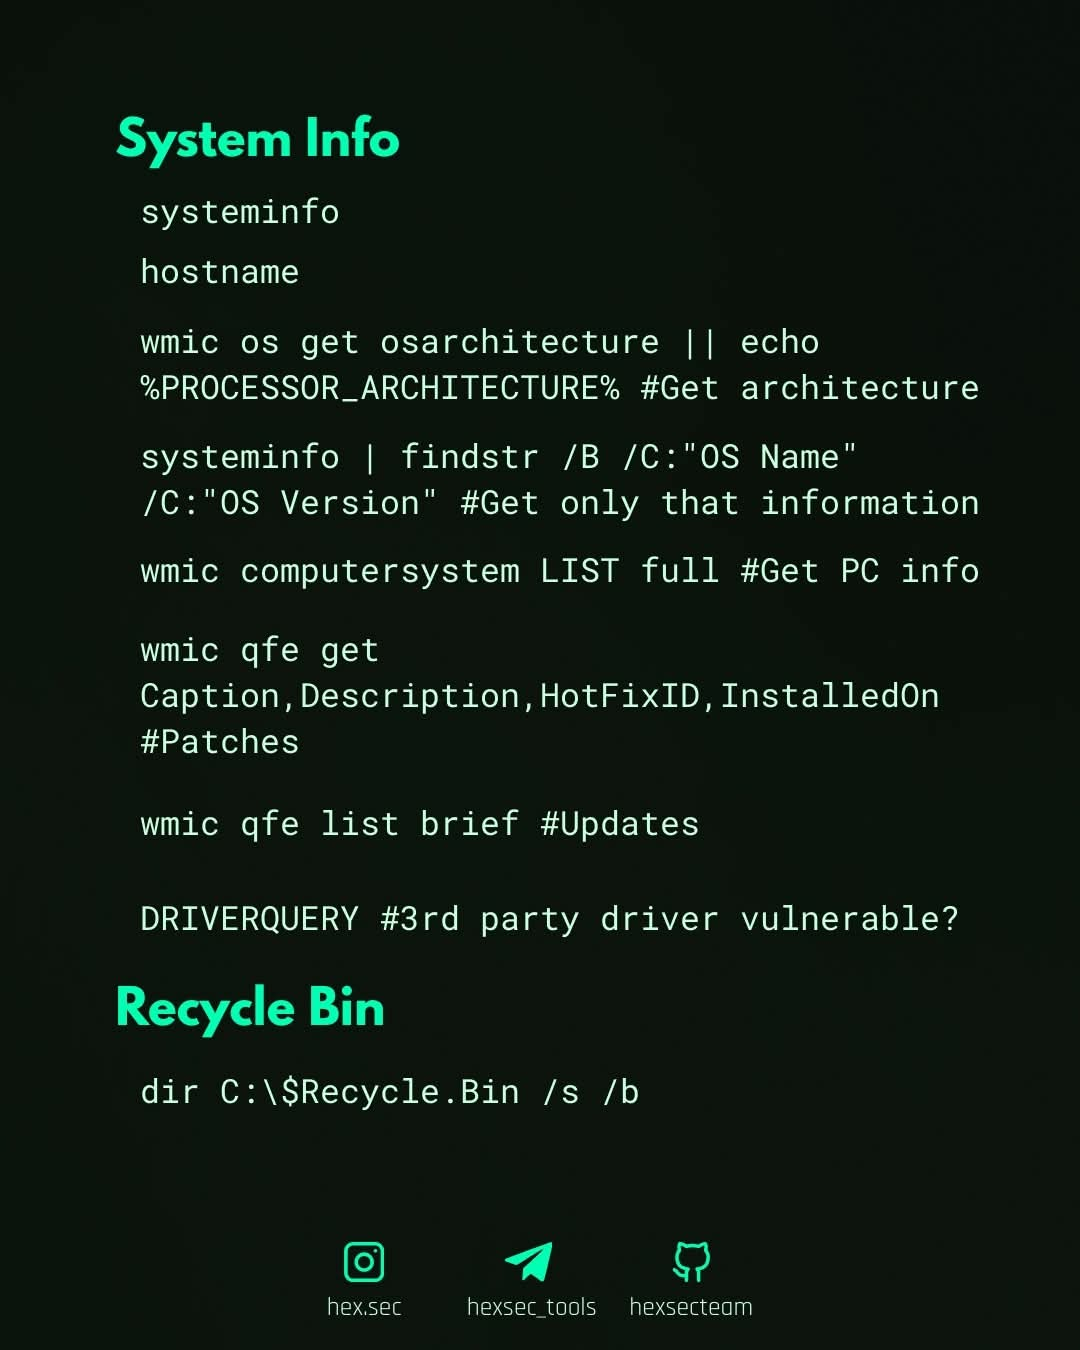 System Info
systeminfo
hostname
wmic os get osarchitecture || echo
%PROCESSOR_ARCHITECTURE% #Get architecture
systeminfo | findstr /B /C:"OS Name"
/C:"OS Version" #Get only that information
wmic computersystem LIST full #Get PC info
wmic qfe get
Caption,Description,HotFixID,InstalledOn
#Patches
wmic qfe list brief #Updates
DRIVERQUERY #3rd party driver vulnerable?
Recycle Bin
dir C:\$Recycle.Bin /s /b
hex.sec
hexsec_tools
hexsecteam